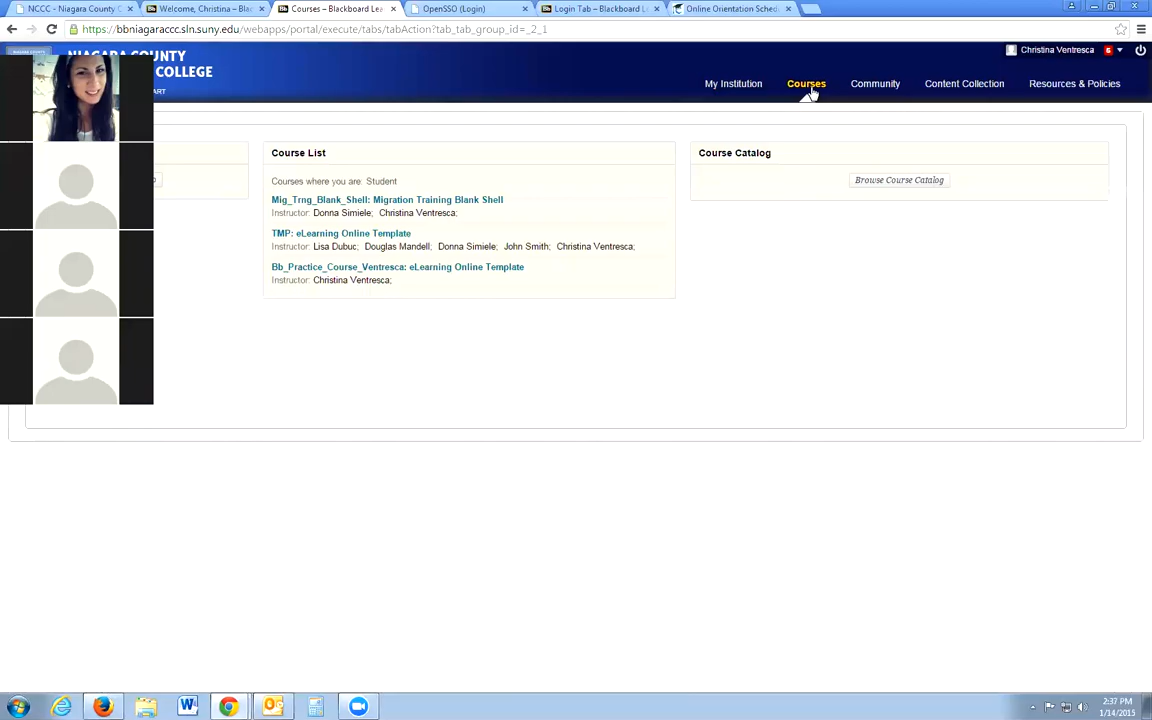 NCCC - Niagara County C
Welcome, Christina – Bla
Courses – Blackboard Lea
OpenSSO (Login)
Login Tab – Blackboard L
Online Orientation Sched
https://bbniagaraccc.sln.suny.edu/webapps/portal/execute/tabs/tabAction?tab_tab_group_id=_2_1
NIAGARA COUNTY
COLLEGE
ART
Christina Ventresca 6
My Institution Courses Community Content Collection Resources & Policies
Course List
Courses where you are: Student
Mig_Trng_Blank_Shell: Migration Training Blank Shell
Instructor: Donna Simiele; Christina Ventresca;
TMP: eLearning Online Template
Instructor: Lisa Dubuc; Douglas Mandell; Donna Simiele; John Smith; Christina Ventresca;
Bb_Practice_Course_Ventresca: eLearning Online Template
Instructor: Christina Ventresca;
Course Catalog
Browse Course Catalog
2:37 PM
1/14/2015